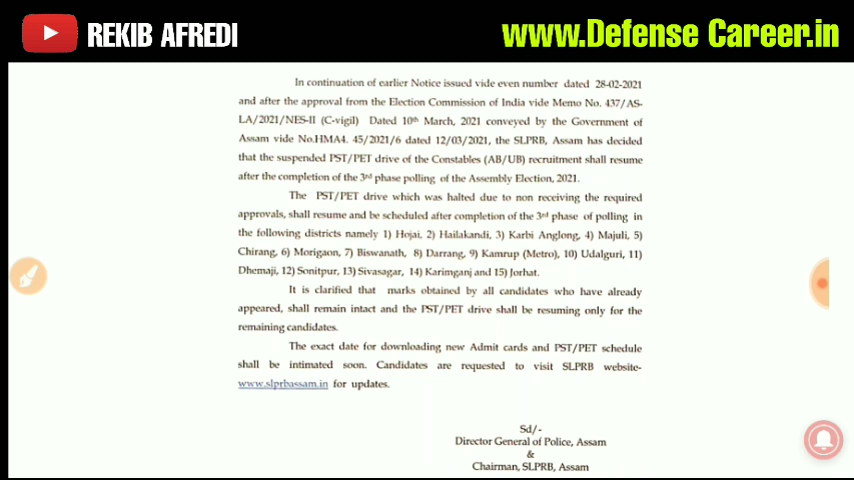 REKIB AFREDI
www.Defense Career.in
In continuation of earlier Notice issued vide even number dated 28-02-2021
and after the approval from the Election Commission of India vide Memo No. 437/AS-
LA/2021/NES-II (C-vigil) Dated 10th March, 2021 conveyed by the Government of
Assam vide No.HMA4. 45/2021/6 dated 12/03/2021, the SLPRB, Assam has decided
that the suspended PST/PET drive of the Constables (AB/UB) recruitment shall resume
after the completion of the 3rd phase polling of the Assembly Election, 2021.
The PST/PET drive which was halted due to non receiving the required
approvals, shall resume and be scheduled after completion of the 3rd phase of polling in
the following districts namely 1) Hojai, 2) Hailakandi, 3) Karbi Anglong, 4) Majuli, 5)
Chirang, 6) Morigaon, 7) Biswanath, 8) Darrang, 9) Kamrup (Metro), 10) Udalguri, 11)
Dhemaji, 12) Sonitpur, 13) Sivasagar, 14) Karimganj and 15) Jorhat.
It is clarified that marks obtained by all candidates who have already
appeared, shall remain intact and the PST/PET drive shall be resuming only for the
remaining candidates.
The exact date for downloading new Admit cards and PST/PET schedule
shall be intimated soon. Candidates are requested to visit SLPRB website-
www.slprbassam.in for updates.
Sd/-
Director General of Police, Assam
&
Chairman, SLPRB, Assam